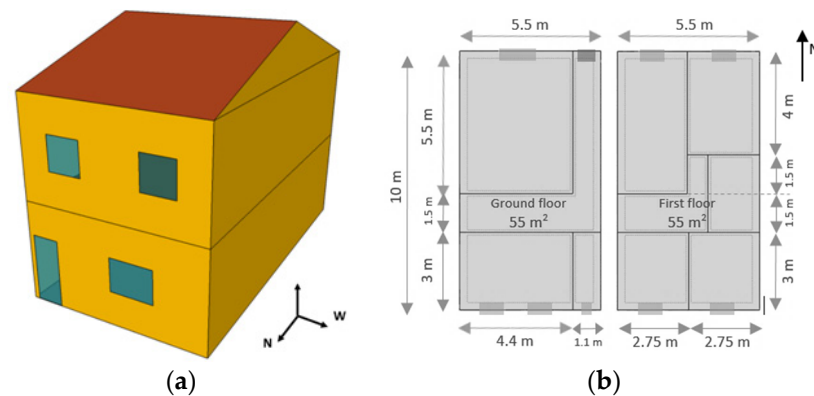 5.5 m
5.5 m
N
10 m
5.5 m
1.5 m
3 m
Ground floor
55 m²
First floor
55 m²
4 m
1.5 m
1.5 m
3 m
W
N
4.4 m
1.1 m
2.75 m
2.75 m
(a)
(b)